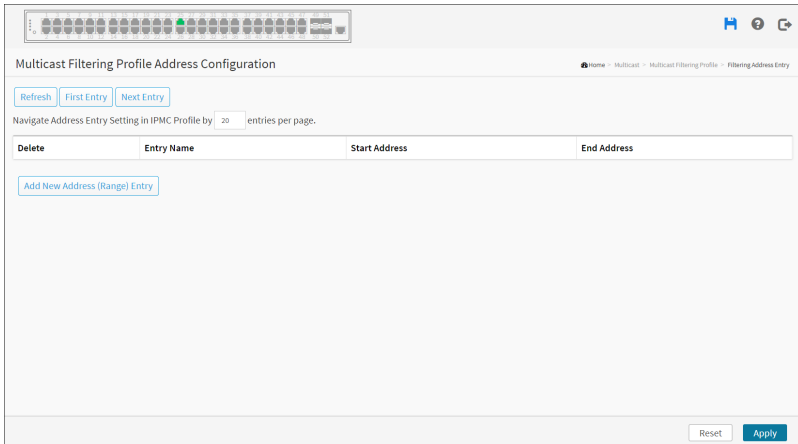 Multicast Filtering Profile Address Configuration
Home > Multicast > Multicast Filtering Profile > Filtering Address Entry
Refresh First Entry Next Entry
Navigate Address Entry Setting in IPMC Profile by 20 entries per page.
Delete Entry Name Start Address End Address
Add New Address (Range) Entry
Reset Apply